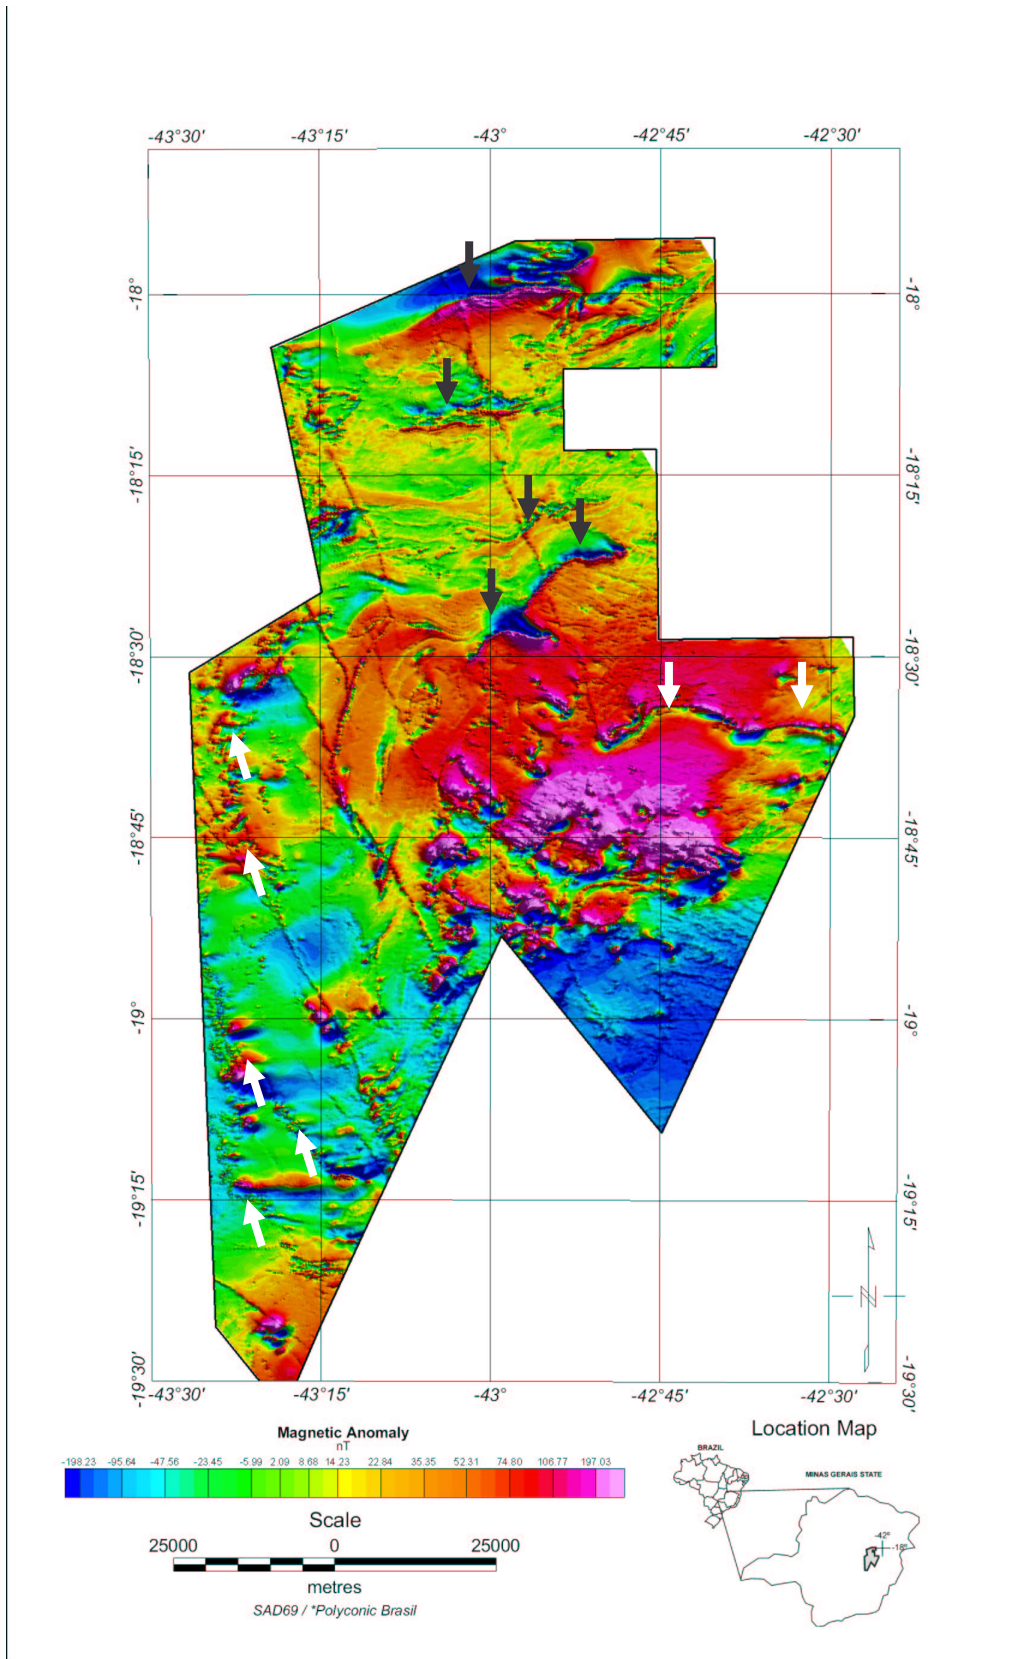 -43°30' -43°15' -43° -42°45' -42°30'
-18° -18°
-18°15' -18°15'
-18°30' -18°30'
-18°45' -18°45'
-19° -19°
-19°15' -19°15'
N
-19°30' -19°30'
-43°30' -43°15' -43° -42°45' -42°30'
Magnetic Anomaly
nT
-198.23 -95.64 -47.56 -23.45 -5.99 2.09 8.68 14.23 22.84 35.35 52.31 74.80 106.77 197.03
Scale
25000 0 25000
metres
SAD69 / *Polyconic Brasil
Location Map
BRAZIL
MINAS GERAIS STATE
-42°
-18°